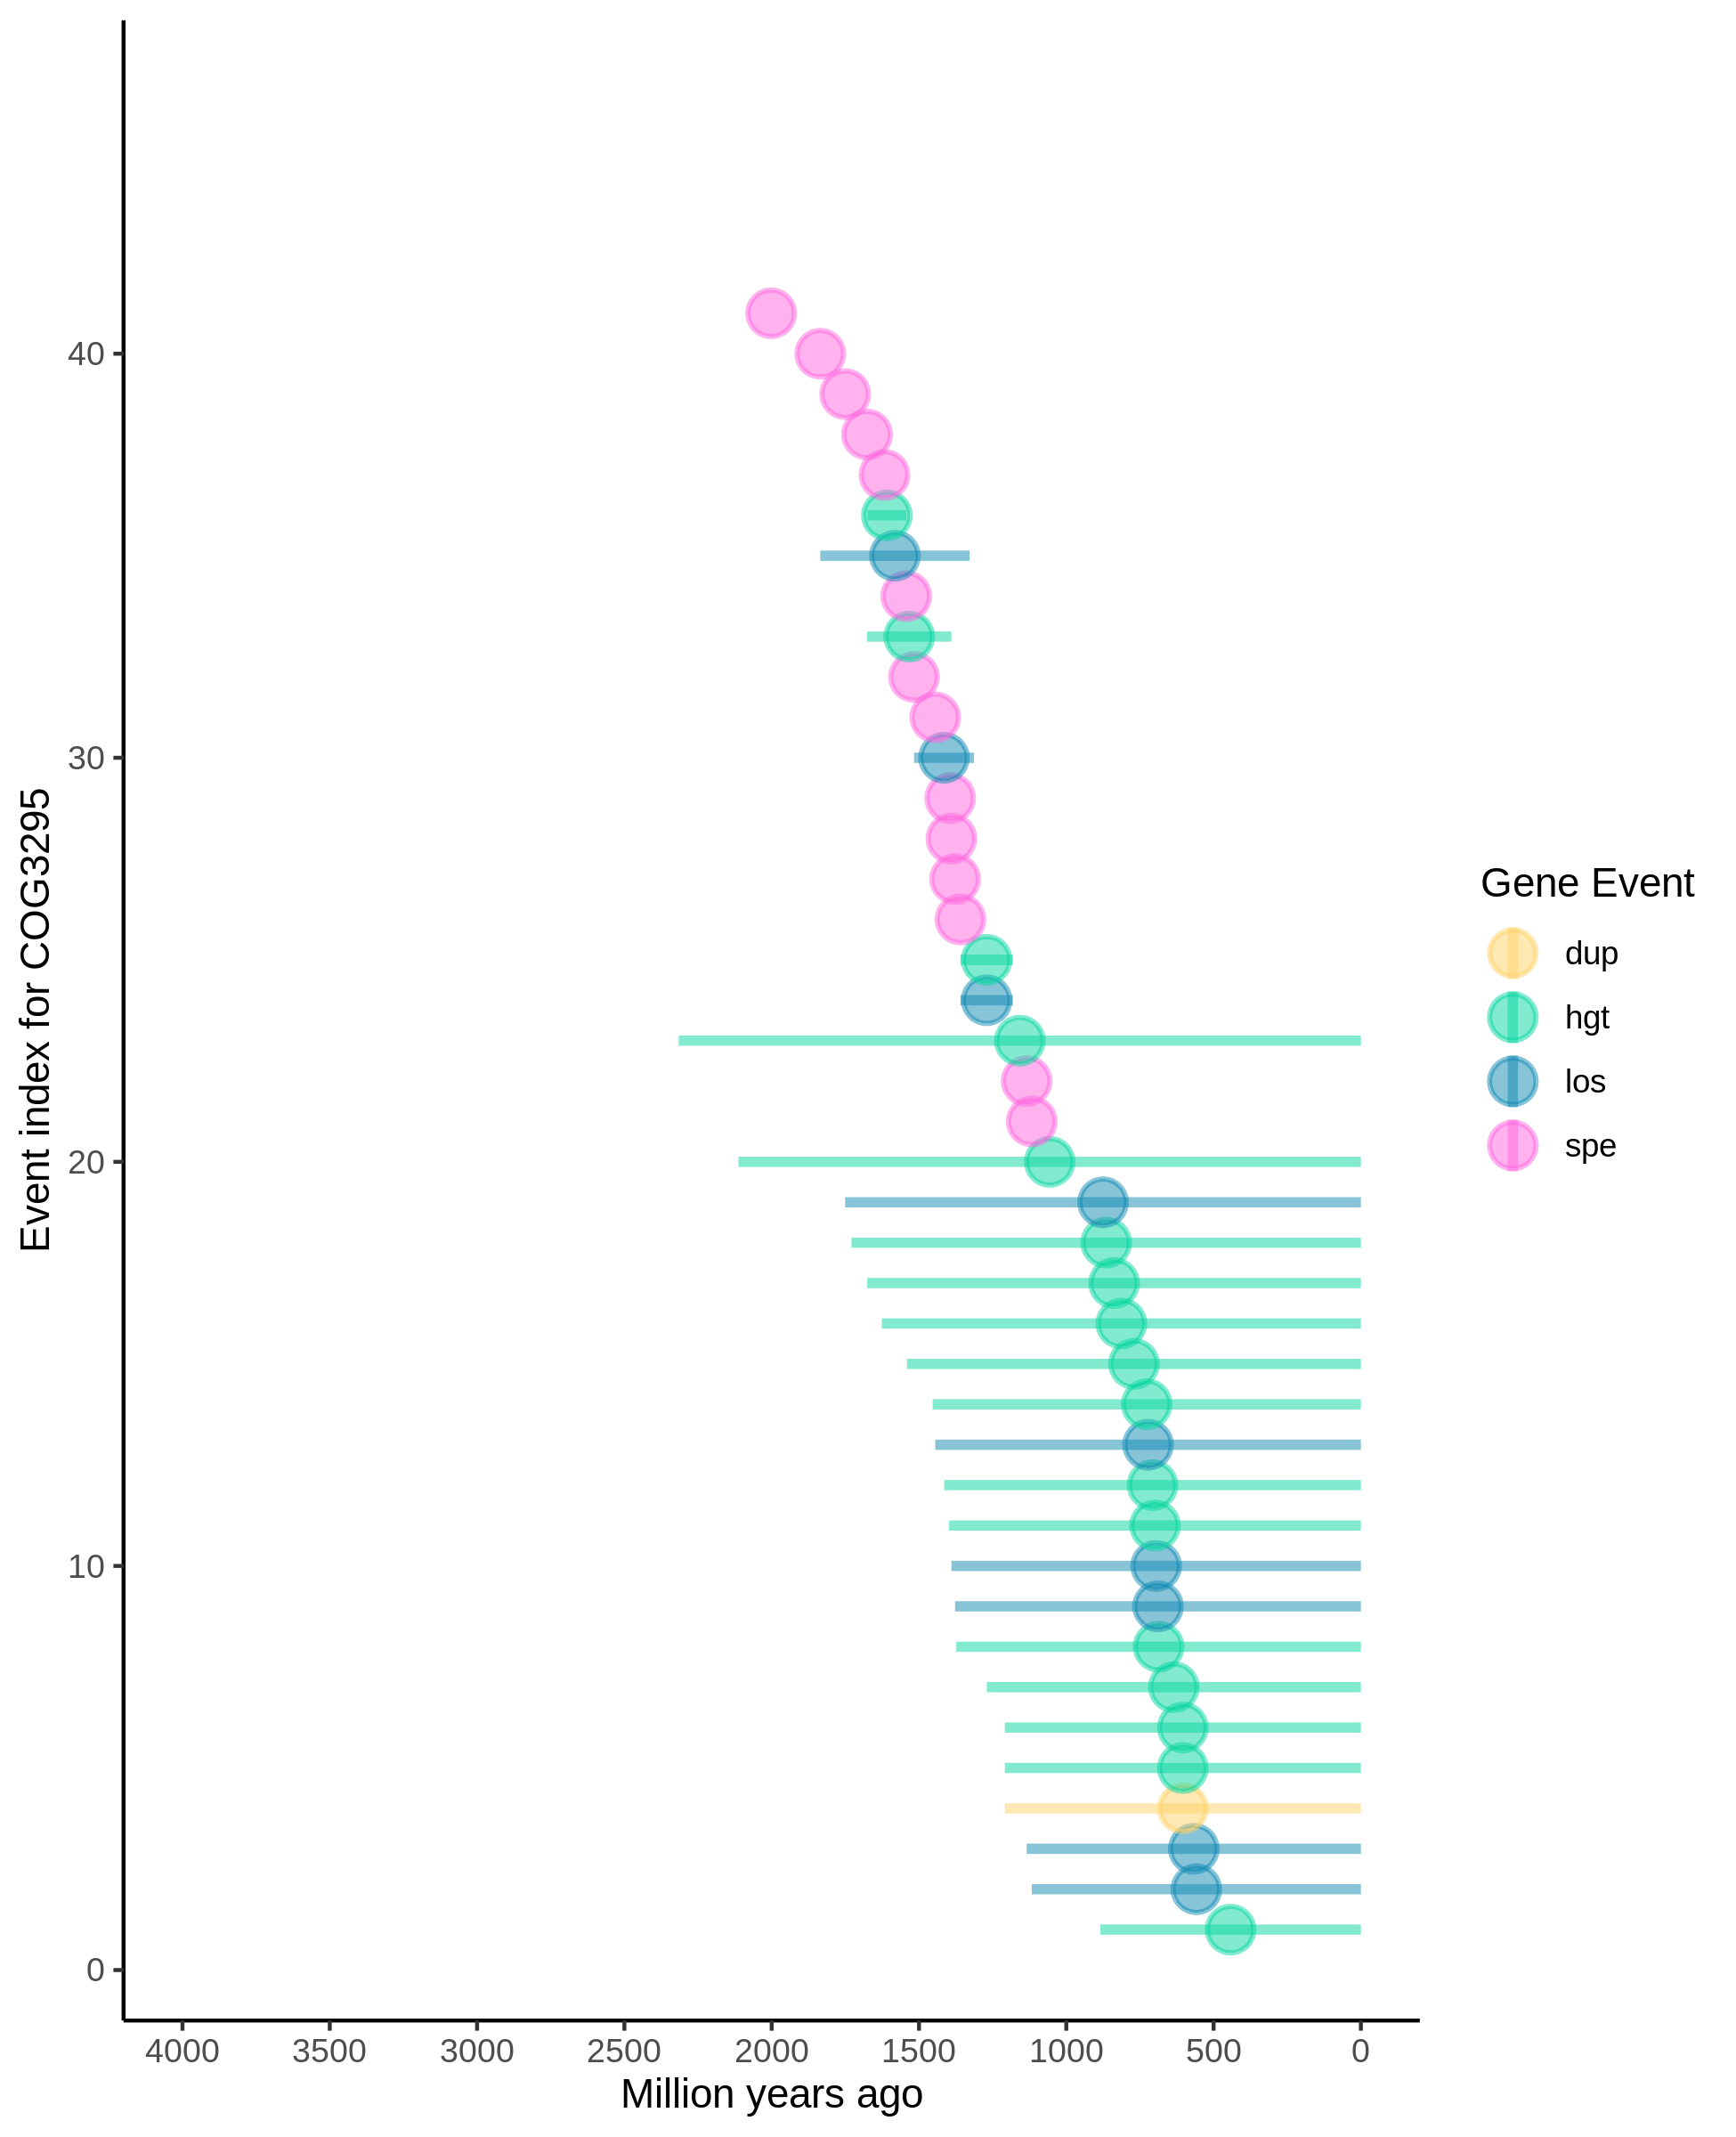 Event index for COG3295
40
30
20
10
0
4000 3500 3000 2500 2000 1500 1000 500 0
Million years ago
Gene Event
dup
hgt
los
spe